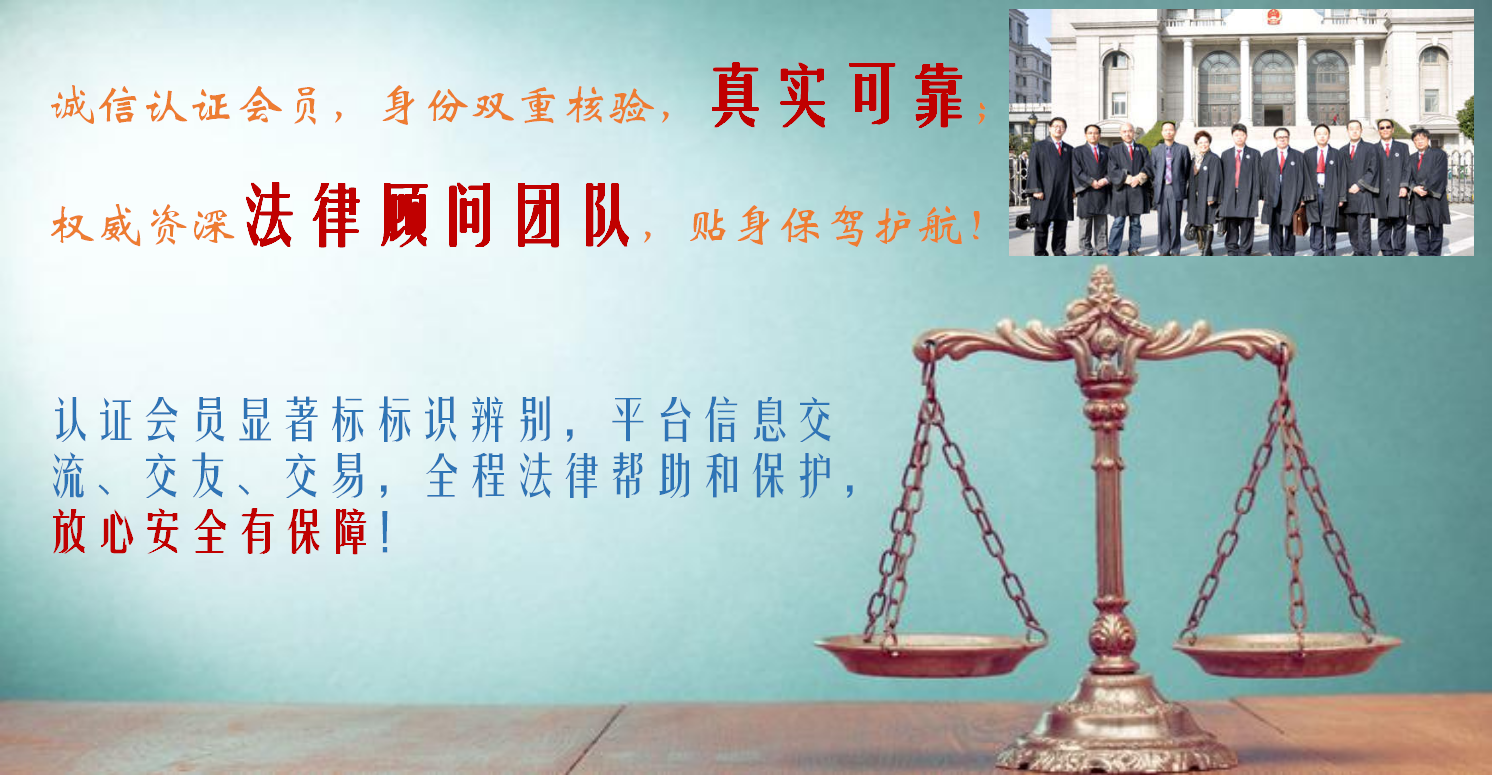 诚信认证会员，身份双重核验，真实可靠；
权威资深法律顾问团队，贴身保驾护航！
认证会员显著标标识辨别，平台信息交
流、交友、交易，全程法律帮助和保护，
放心安全有保障！